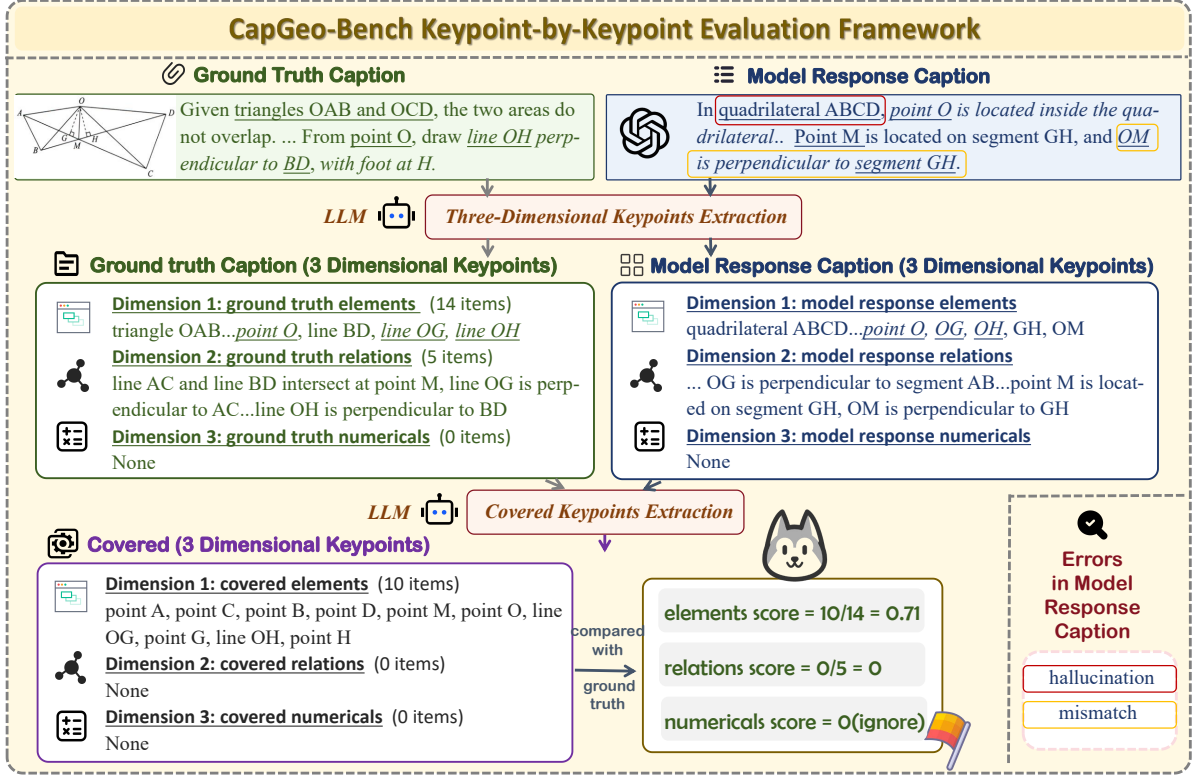 CapGeo-Bench Keypoint-by-Keypoint Evaluation Framework
Ground Truth Caption
A
O
D
B
G
M
H
C
Given triangles OAB and OCD, the two areas do
not overlap. ... From point O, draw line OH perp-
endicular to BD, with foot at H.
Model Response Caption
In quadrilateral ABCD, point O is located inside the qua-
drilateral.. Point M is located on segment GH, and OM
is perpendicular to segment GH.
LLM
Three-Dimensional Keypoints Extraction
Ground truth Caption (3 Dimensional Keypoints)
Dimension 1: ground truth elements (14 items)
triangle OAB...point O, line BD, line OG, line OH
Dimension 2: ground truth relations (5 items)
line AC and line BD intersect at point M, line OG is perp-
endicular to AC...line OH is perpendicular to BD
Dimension 3: ground truth numericals (0 items)
None
Model Response Caption (3 Dimensional Keypoints)
Dimension 1: model response elements
quadrilateral ABCD...point O, OG, OH, GH, OM
Dimension 2: model response relations
... OG is perpendicular to segment AB...point M is locat-
ed on segment GH, OM is perpendicular to GH
Dimension 3: model response numericals
None
LLM
Covered Keypoints Extraction
Covered (3 Dimensional Keypoints)
Dimension 1: covered elements (10 items)
point A, point C, point B, point D, point M, point O, line
OG, point G, line OH, point H
Dimension 2: covered relations (0 items)
None
Dimension 3: covered numericals (0 items)
None
compared
with
ground
truth
elements score = 10/14 = 0.71
relations score = 0/5 = 0
numericals score = 0(ignore)
Errors
in Model
Response
Caption
hallucination
mismatch